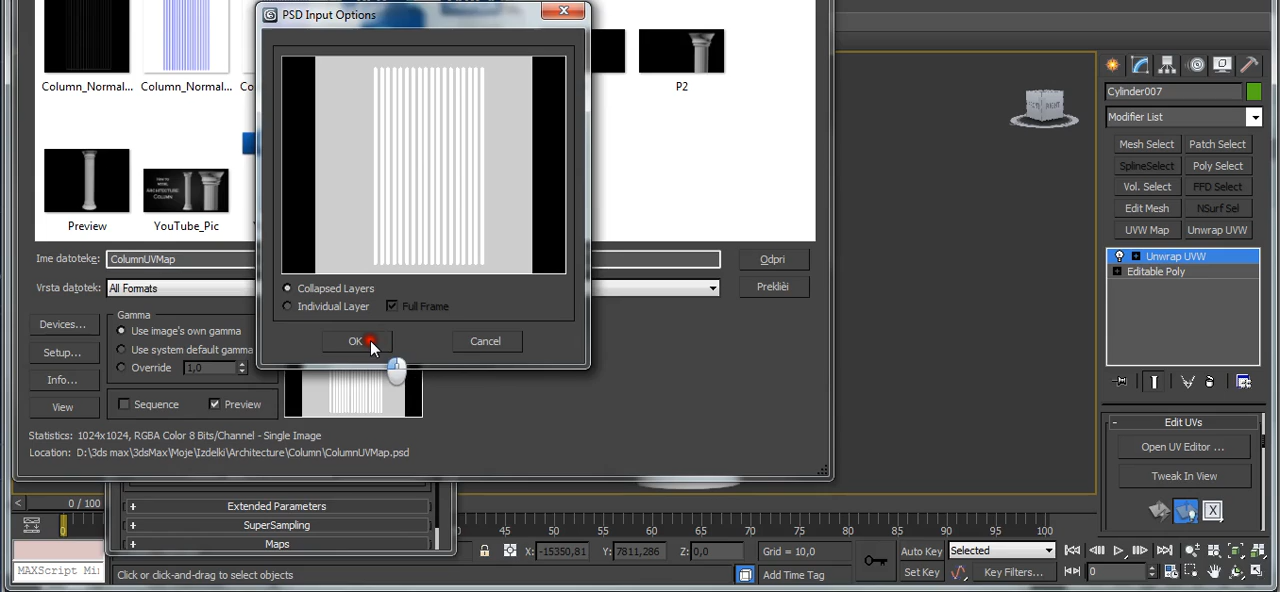 PSD Input Options
Column_Normal...
Column_Normal...
P2
Preview
YouTube_Pic
HOW TO
MODEL
ARCHITECTURE
COLUMN
Collapsed Layers
Individual Layer
Full Frame
OK
Cancel
Ime datoteke:
ColumnUVMap
Odpri
Vrsta datotek:
All Formats
Prekliči
Devices...
Setup...
Info...
View
Gamma
Use image's own gamma
Use system default gamma
Override
1,0
Sequence
Preview
Statistics: 1024x1024, RGBA Color 8 Bits/Channel - Single Image
Location: D:\3ds max\3dsMax\Moje\Izdelki\Architecture\Column\ColumnUVMap.psd
Extended Parameters
SuperSampling
Maps
Cylinder007
Modifier List
Mesh Select
Patch Select
SplineSelect
Poly Select
Vol. Select
FFD Select
Edit Mesh
NSurf Sel
UVW Map
Unwrap UVW
Unwrap UVW
Editable Poly
Edit UVs
Open UV Editor ...
Tweak In View
0 / 100
0
45 50 55 60 65 70 75 80 85 90 95 100
X: -15350,81
Y: 7811,286
Z: 0,0
Grid = 10,0
Auto Key
Selected
MAXScript Mi:
Click or click-and-drag to select objects
Add Time Tag
Set Key
Key Filters...
0